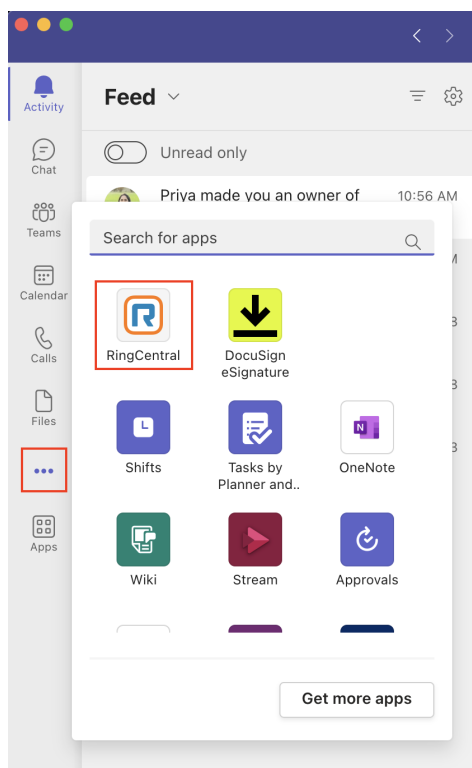 Activity
Chat
Teams
Calendar
Calls
Files
Apps
Feed
Unread only
Priya made you an owner of 10:56 AM
Search for apps
RingCentral
DocuSign
eSignature
Shifts
Tasks by
Planner and..
OneNote
Wiki
Stream
Approvals
Get more apps